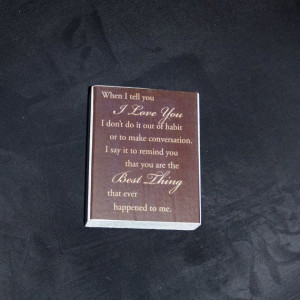 When I tell you
I Love You
I don't do it out of habit
or to make conversation.
I say it to remind you
that you are the
Best Thing
that ever
happened to me.